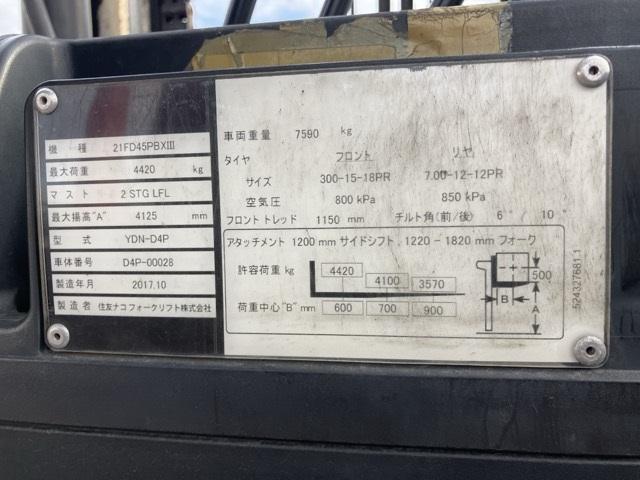 機 種 21FD45PBXIII
最大荷重 4420 kg
マスト 2 STG LFL
最大揚高"A" 4125 mm
型 式 YDN-D4P
車体番号 D4P-00028
製造年月 2017.10
製造者 住友ナコフォークリフト株式会社
車両重量 7590 kg
タイヤ フロント リヤ
サイズ 300-15-18PR 7.00-12-12PR
空気圧 800 kPa 850 kPa
フロントトレッド 1150 mm チルト角(前/後) 6° 10°
アタッチメント 1200 mm サイドシフト, 1220 - 1820 mm フォーク
許容荷重 kg 4420 4100 3570
荷重中心"B" mm 600 700 900
500
B
A
524327681.1